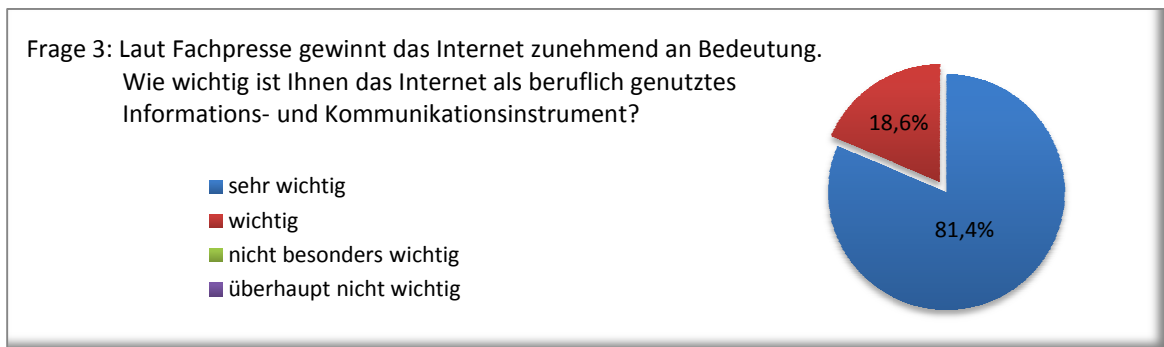 Frage 3: Laut Fachpresse gewinnt das Internet zunehmend an Bedeutung.
Wie wichtig ist Ihnen das Internet als beruflich genutztes
Informations- und Kommunikationsinstrument?
18,6%
sehr wichtig
wichtig
81,4%
nicht besonders wichtig
überhaupt nicht wichtig